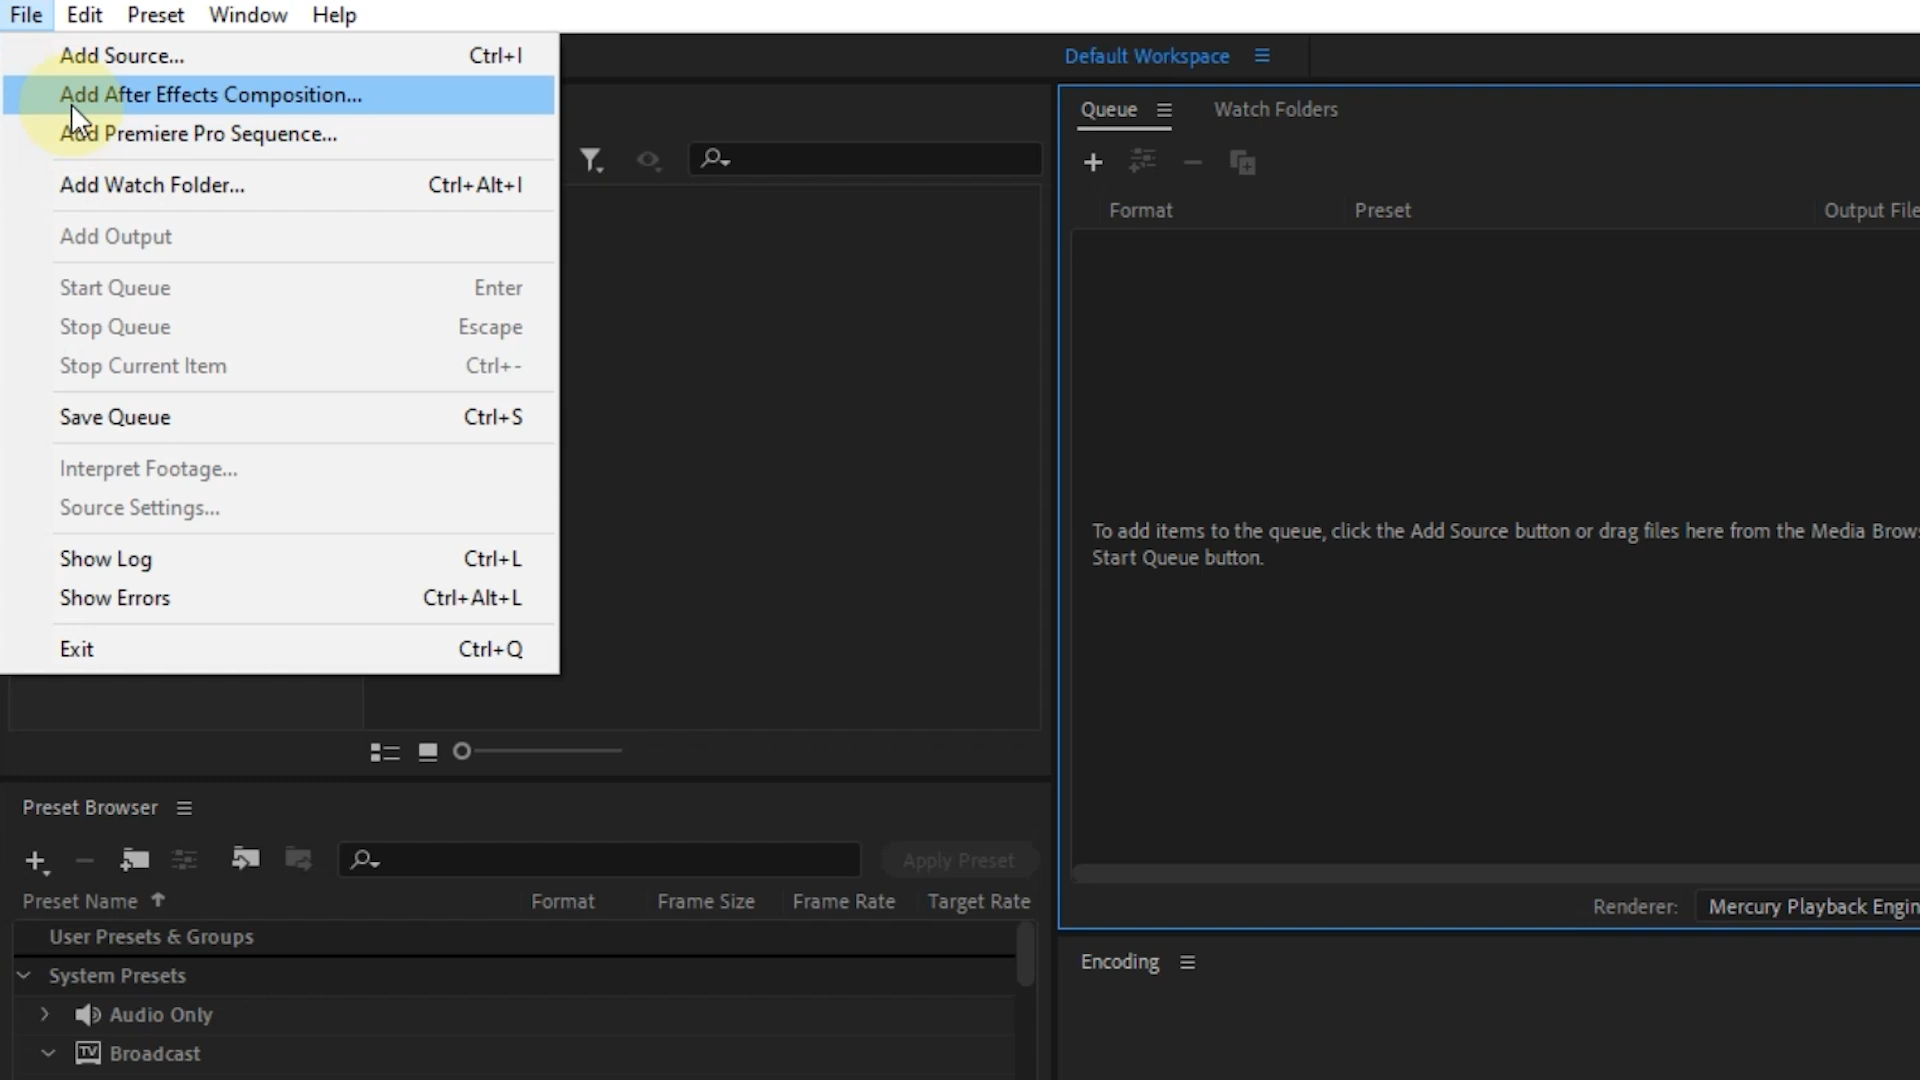 File Edit Preset Window Help
Add Source... Ctrl+I
Add After Effects Composition...
Add Premiere Pro Sequence...
Add Watch Folder... Ctrl+Alt+I
Add Output
Start Queue Enter
Stop Queue Escape
Stop Current Item Ctrl+-
Save Queue Ctrl+S
Interpret Footage...
Source Settings...
Show Log Ctrl+L
Show Errors Ctrl+Alt+L
Exit Ctrl+Q
Default Workspace
Queue Watch Folders
Format Preset Output File
To add items to the queue, click the Add Source button or drag files here from the Media Brows
Start Queue button.
Renderer: Mercury Playback Engin
Preset Browser
Apply Preset
Preset Name Format Frame Size Frame Rate Target Rate
User Presets & Groups
System Presets
Audio Only
TV Broadcast
Encoding